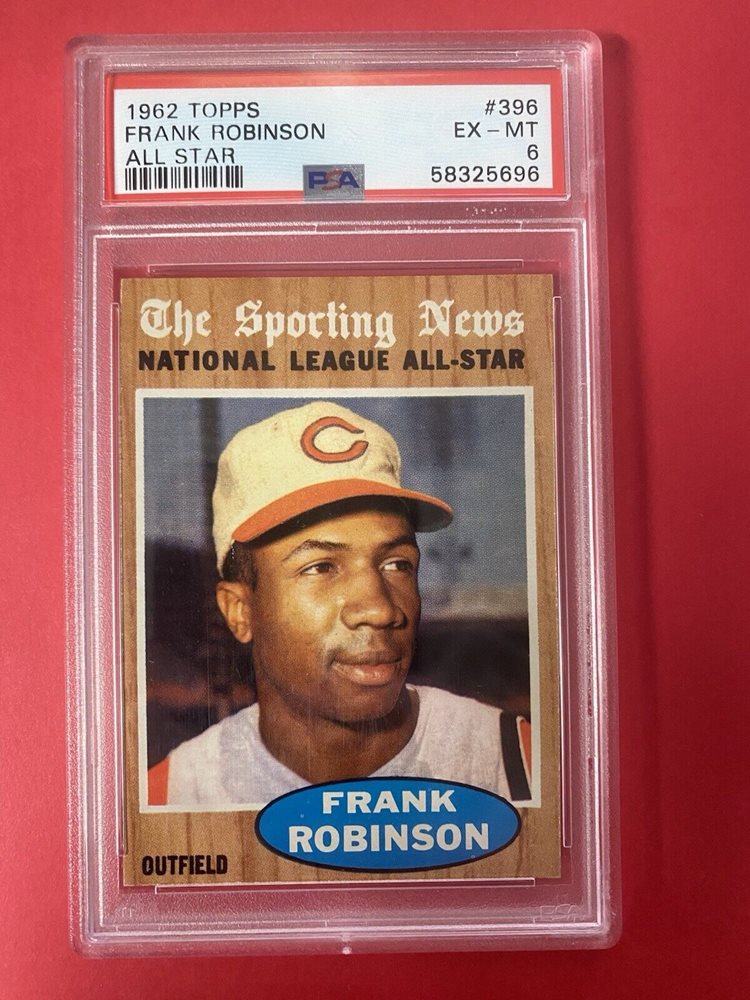 1962 TOPPS #396
FRANK ROBINSON EX - MT
ALL STAR 6
PSA 58325696
The Sporting News
NATIONAL LEAGUE ALL-STAR
C
FRANK
ROBINSON
OUTFIELD
PSA